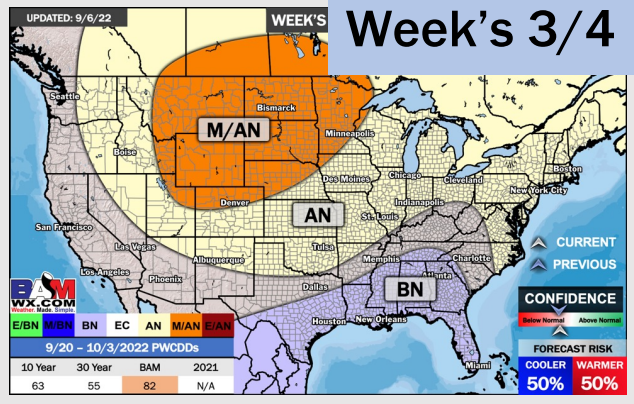 UPDATED: 9/6/22
WEEK'S
Week's 3/4
Seattle
Bismarck
M/AN
Minneapolis
Boise
Boston
Des Moines
Chicago
Cleveland
New York City
Denver
Indianapolis
AN
St. Louis
San Francisco
Las Vegas
Tulsa
CURRENT
Albuquerque
Memphis
Charlotte
PREVIOUS
Los Angeles
Phoenix
Atlanta
Dallas
BN
BAM
WX.COM
Weather. Made. Simple.
CONFIDENCE
Houston
New Orleans
Below Normal
Above Normal
E/BN M/BN BN EC AN M/AN E/AN
9/20 – 10/3/2022 PWCDDs
FORECAST RISK
10 Year 30 Year BAM 2021
COOLER WARMER
Miami
63 55 82 N/A
50% 50%